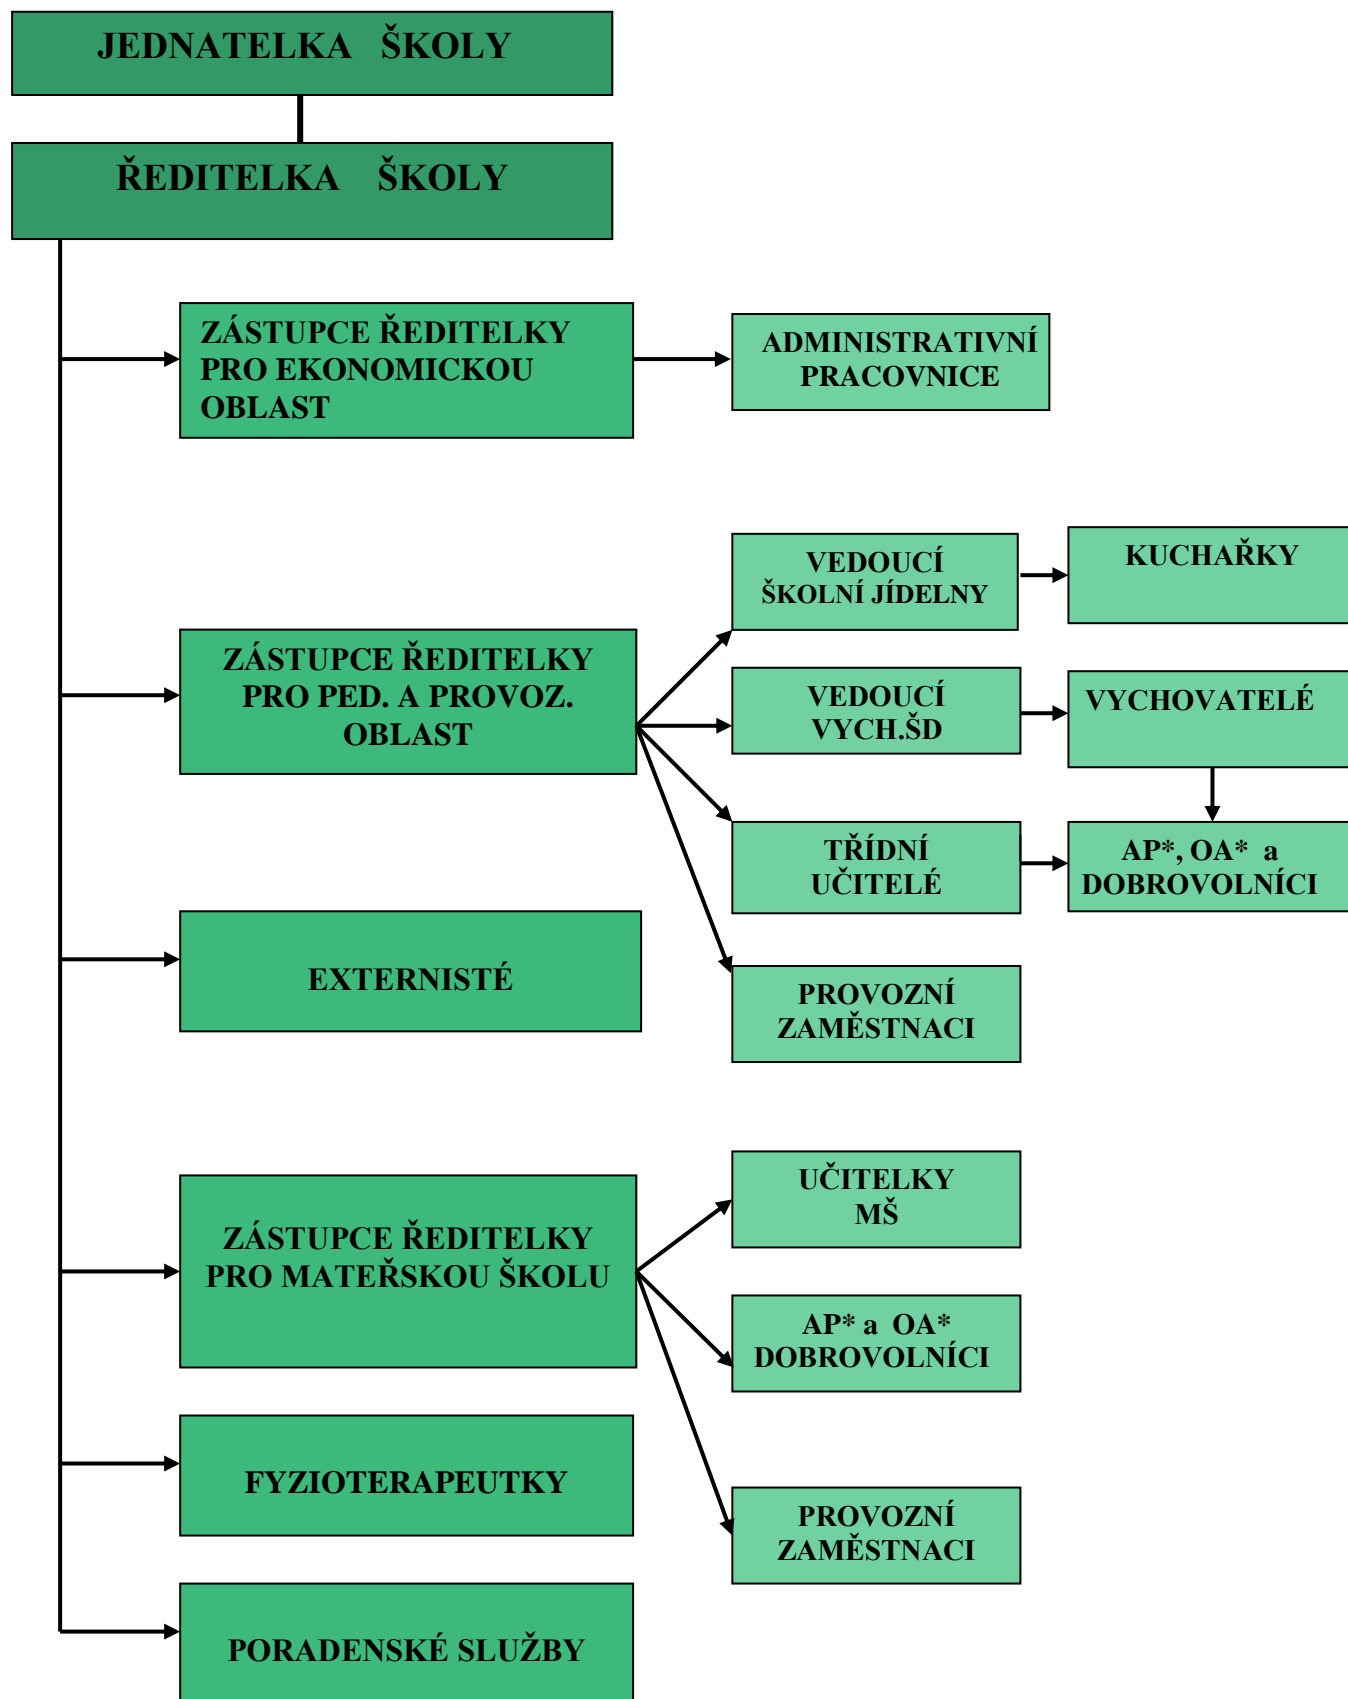 JEDNATELKA ŠKOLY
ŘEDITELKA ŠKOLY
ZÁSTUPCE ŘEDITELKY
PRO EKONOMICKOU
OBLAST
ADMINISTRATIVNÍ
PRACOVNICE
VEDOUCÍ
ŠKOLNÍ JÍDELNY
KUCHAŘKY
ZÁSTUPCE ŘEDITELKY
PRO PED. A PROVOZ.
OBLAST
VEDOUCÍ
VYCH.ŠD
VYCHOVATELÉ
TŘÍDNÍ
UČITELÉ
AP*, OA* a
DOBROVOLNÍCI
EXTERNISTÉ
PROVOZNÍ
ZAMĚSTNACI
ZÁSTUPCE ŘEDITELKY
PRO MATEŘSKOU ŠKOLU
UČITELKY
MŠ
AP* a OA*
DOBROVOLNÍCI
FYZIOTERAPEUTKY
PROVOZNÍ
ZAMĚSTNACI
PORADENSKÉ SLUŽBY